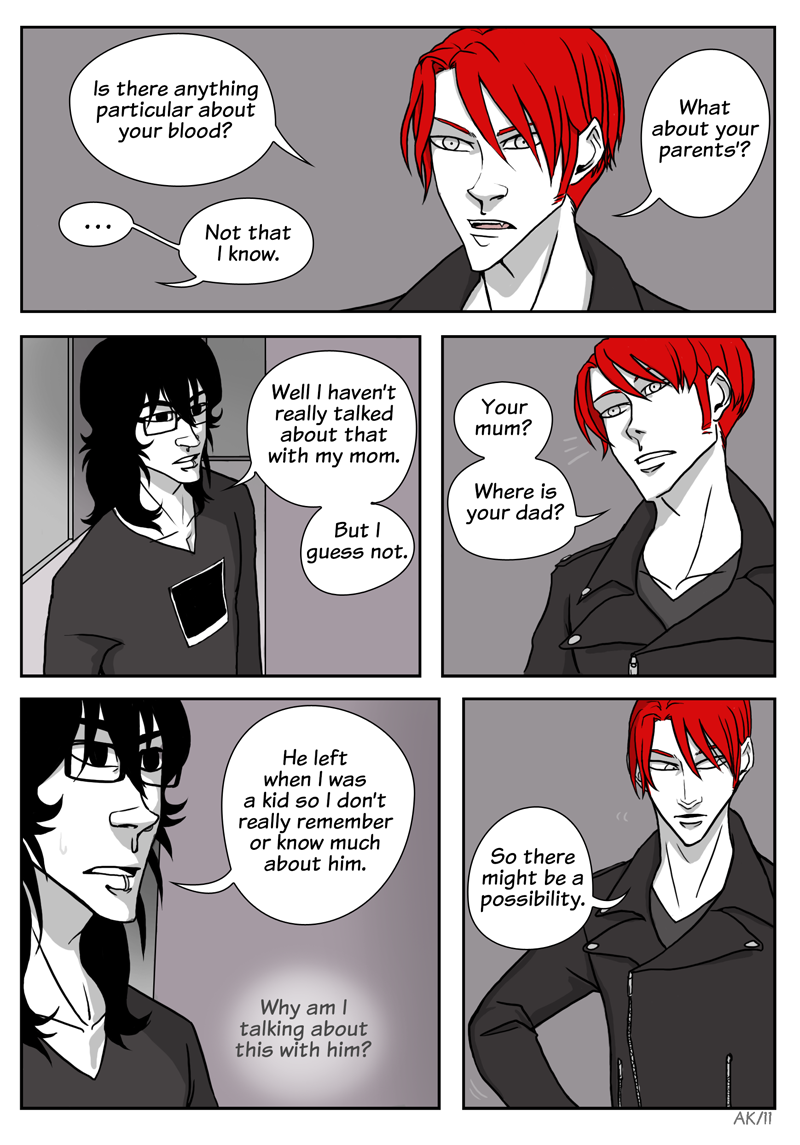 Is there anything
particular about
your blood?
What
about your
parents'?
...
Not that
I know.
Well I haven't
really talked
about that
with my mom.
But I
guess not.
Your
mum?
Where is
your dad?
He left
when I was
a kid so I don't
really remember
or know much
about him.
Why am I
talking about
this with him?
So there
might be a
possibility.
AK/11